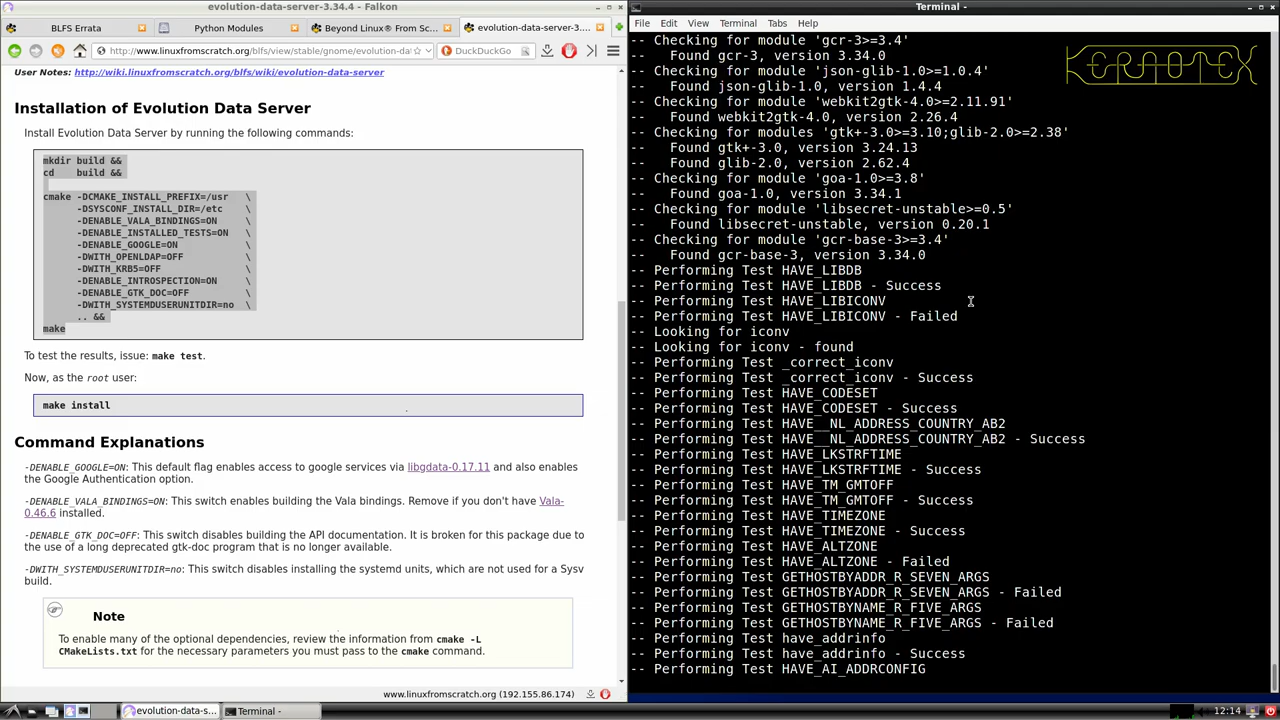 evolution-data-server-3.34.4 - Falkon
BLFS Errata
Python Modules
Beyond Linux® From Sc...
evolution-data-server-3....
http://www.linuxfromscratch.org/blfs/view/stable/gnome/evolution-da
DuckDuckGo
User Notes: http://wiki.linuxfromscratch.org/blfs/wiki/evolution-data-server
Installation of Evolution Data Server
Install Evolution Data Server by running the following commands:
mkdir build &&
cd    build &&
cmake -DCMAKE_INSTALL_PREFIX=/usr   \
-DSYSCONF_INSTALL_DIR=/etc    \
-DENABLE_VALA_BINDINGS=ON     \
-DENABLE_INSTALLED_TESTS=ON   \
-DENABLE_GOOGLE=ON            \
-DWITH_OPENLDAP=OFF           \
-DWITH_KRB5=OFF               \
-DENABLE_INTROSPECTION=ON     \
-DENABLE_GTK_DOC=OFF          \
-DWITH_SYSTEMDUSERUNITDIR=no  \
.. &&
make
To test the results, issue: make test.
Now, as the root user:
make install
Command Explanations
-DENABLE_GOOGLE=ON: This default flag enables access to google services via libgdata-0.17.11 and also enables
the Google Authentication option.
-DENABLE_VALA_BINDINGS=ON: This switch enables building the Vala bindings. Remove if you don't have Vala-
0.46.6 installed.
-DENABLE_GTK_DOC=OFF: This switch disables building the API documentation. It is broken for this package due to
the use of a long deprecated gtk-doc program that is no longer available.
-DWITH_SYSTEMDUSERUNITDIR=no: This switch disables installing the systemd units, which are not used for a Sysv
build.
Note
To enable many of the optional dependencies, review the information from cmake -L
CMakeLists.txt for the necessary parameters you must pass to the cmake command.
www.linuxfromscratch.org (192.155.86.174)
Terminal -
File Edit View Terminal Tabs Help
-- Checking for module 'gcr-3>=3.4'
--   Found gcr-3, version 3.34.0
-- Checking for module 'json-glib-1.0>=1.0.4'
--   Found json-glib-1.0, version 1.4.4
-- Checking for module 'webkit2gtk-4.0>=2.11.91'
--   Found webkit2gtk-4.0, version 2.26.4
-- Checking for modules 'gtk+-3.0>=3.10;glib-2.0>=2.38'
--   Found gtk+-3.0, version 3.24.13
--   Found glib-2.0, version 2.62.4
-- Checking for module 'goa-1.0>=3.8'
--   Found goa-1.0, version 3.34.1
-- Checking for module 'libsecret-unstable>=0.5'
--   Found libsecret-unstable, version 0.20.1
-- Checking for module 'gcr-base-3>=3.4'
--   Found gcr-base-3, version 3.34.0
-- Performing Test HAVE_LIBDB
-- Performing Test HAVE_LIBDB - Success
-- Performing Test HAVE_LIBICONV
-- Performing Test HAVE_LIBICONV - Failed
-- Looking for iconv
-- Looking for iconv - found
-- Performing Test _correct_iconv
-- Performing Test _correct_iconv - Success
-- Performing Test HAVE_CODESET
-- Performing Test HAVE_CODESET - Success
-- Performing Test HAVE__NL_ADDRESS_COUNTRY_AB2
-- Performing Test HAVE__NL_ADDRESS_COUNTRY_AB2 - Success
-- Performing Test HAVE_LKSTRFTIME
-- Performing Test HAVE_LKSTRFTIME - Success
-- Performing Test HAVE_TM_GMTOFF
-- Performing Test HAVE_TM_GMTOFF - Success
-- Performing Test HAVE_TIMEZONE
-- Performing Test HAVE_TIMEZONE - Success
-- Performing Test HAVE_ALTZONE
-- Performing Test HAVE_ALTZONE - Failed
-- Performing Test GETHOSTBYADDR_R_SEVEN_ARGS
-- Performing Test GETHOSTBYADDR_R_SEVEN_ARGS - Failed
-- Performing Test GETHOSTBYNAME_R_FIVE_ARGS
-- Performing Test GETHOSTBYNAME_R_FIVE_ARGS - Failed
-- Performing Test have_addrinfo
-- Performing Test have_addrinfo - Success
-- Performing Test HAVE_AI_ADDRCONFIG
evolution-data-s...
Terminal -
12:14